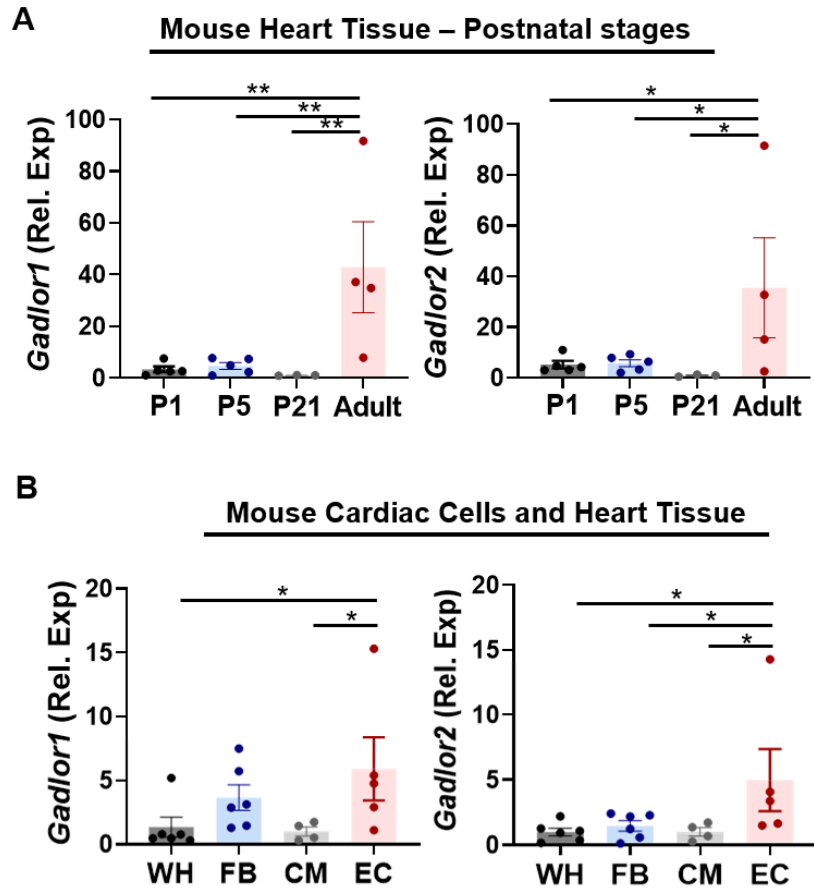 A
Mouse Heart Tissue – Postnatal stages
Gadlor1 (Rel. Exp)
100
80
60
40
20
0
**
**
**
P1 P5 P21 Adult
Gadlor2 (Rel. Exp)
100
80
60
40
20
0
*
*
*
P1 P5 P21 Adult
B
Mouse Cardiac Cells and Heart Tissue
Gadlor1 (Rel. Exp)
20
15
10
5
0
*
*
WH FB CM EC
Gadlor2 (Rel. Exp)
20
15
10
5
0
*
*
*
WH FB CM EC